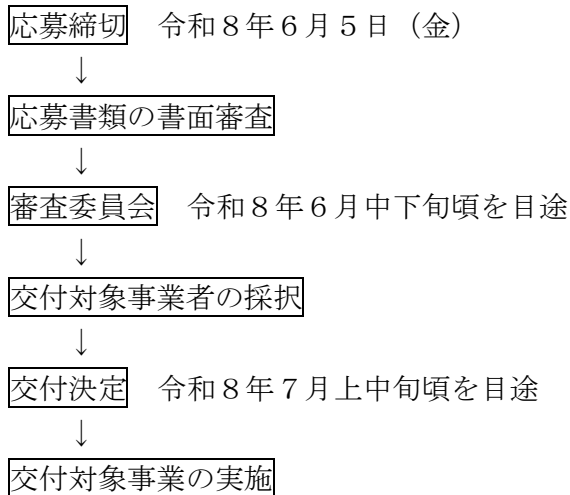 応募締切　令和８年６月５日（金）
↓
応募書類の書面審査
↓
審査委員会　令和８年６月中下旬頃を目途
↓
交付対象事業者の採択
↓
交付決定　令和８年７月上中旬頃を目途
↓
交付対象事業の実施